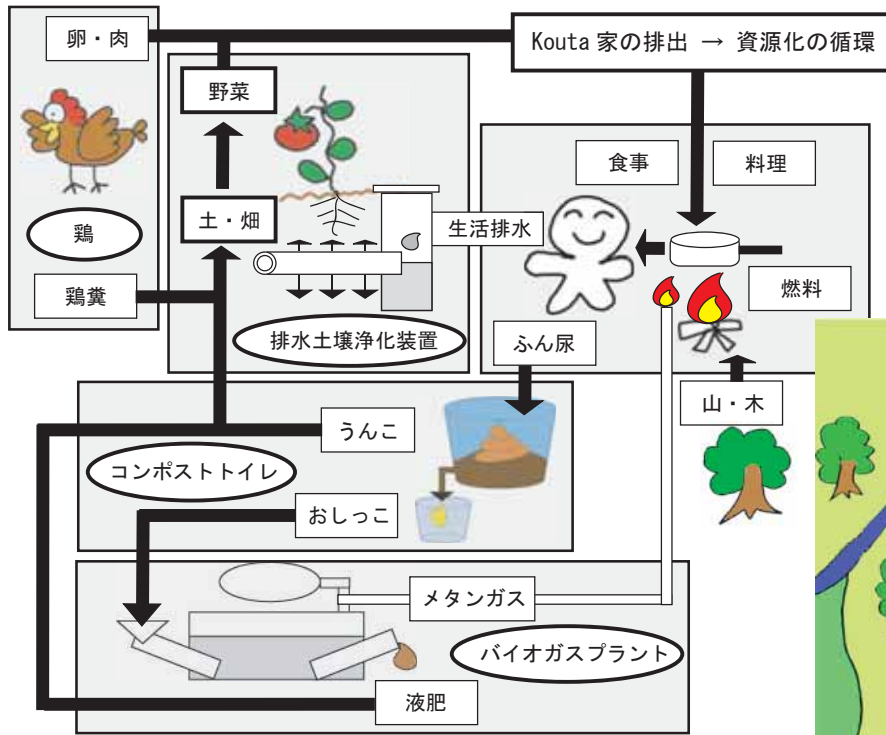 卵・肉
Kouta 家の排出 → 資源化の循環
野菜
食事
料理
鶏
土・畑
生活排水
鶏糞
燃料
排水土壌浄化装置
ふん尿
山・木
うんこ
コンポストトイレ
おしっこ
メタンガス
バイオガスプラント
液肥